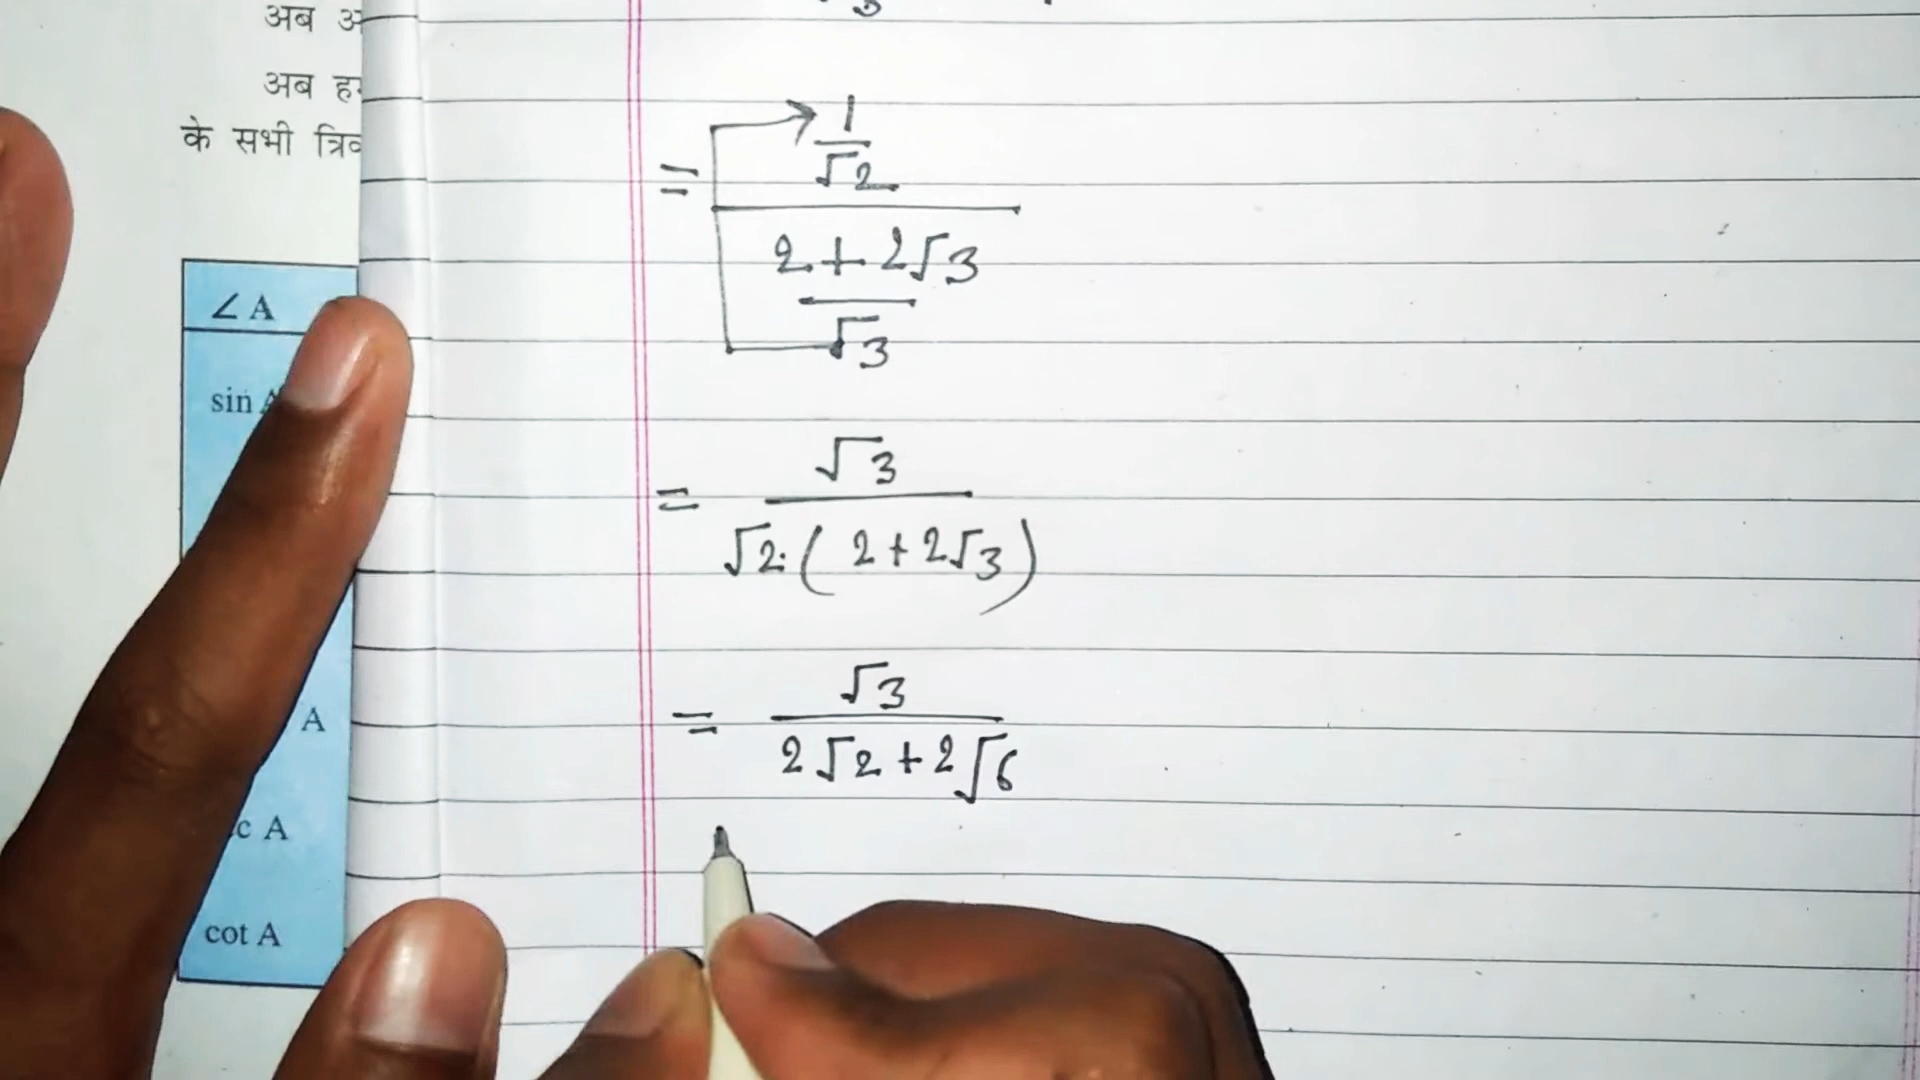 अब
अब
के सभी
∠ A
sin
A
A
cot A
= 1/√2
2 + 2√3
√3
= √3
√2·( 2 + 2√3 )
= √3
2√2 + 2√6